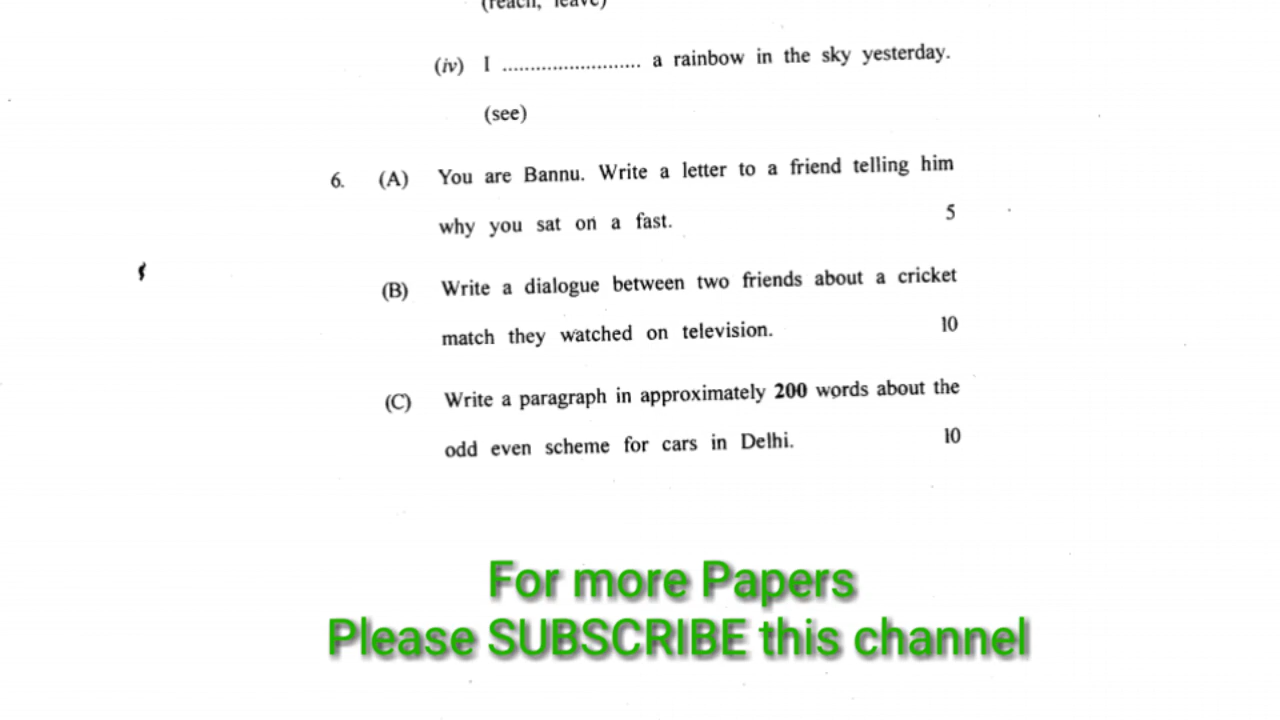 (reach, leave)
(iv) I ......................... a rainbow in the sky yesterday.
(see)
6. (A) You are Bannu. Write a letter to a friend telling him
why you sat on a fast. 5
(B) Write a dialogue between two friends about a cricket
match they watched on television. 10
(C) Write a paragraph in approximately 200 words about the
odd even scheme for cars in Delhi. 10
For more Papers
Please SUBSCRIBE this channel